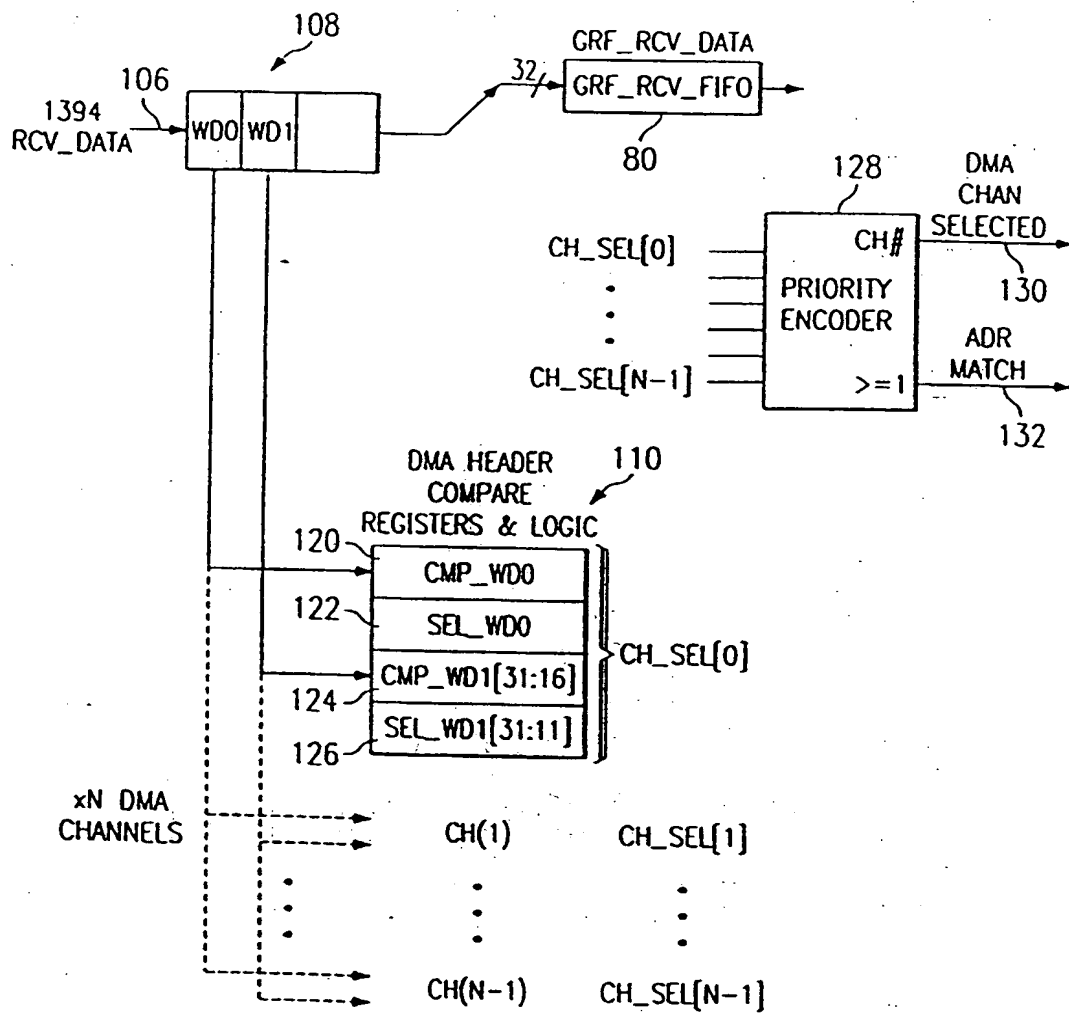 108
GRF_RCV_DATA
106
1394
RCV_DATA
WD0 WD1
32
GRF_RCV_FIFO
80
128
DMA
CHAN
SELECTED
CH#
130
CH_SEL[0]
PRIORITY
ENCODER
ADR
MATCH
CH_SEL[N-1]
>=1
132
DMA HEADER
COMPARE
REGISTERS & LOGIC
110
120
CMP_WD0
122
SEL_WD0
CH_SEL[0]
CMP_WD1[31:16]
124
SEL_WD1[31:11]
126
xN DMA
CHANNELS
CH(1) CH_SEL[1]
CH(N-1) CH_SEL[N-1]